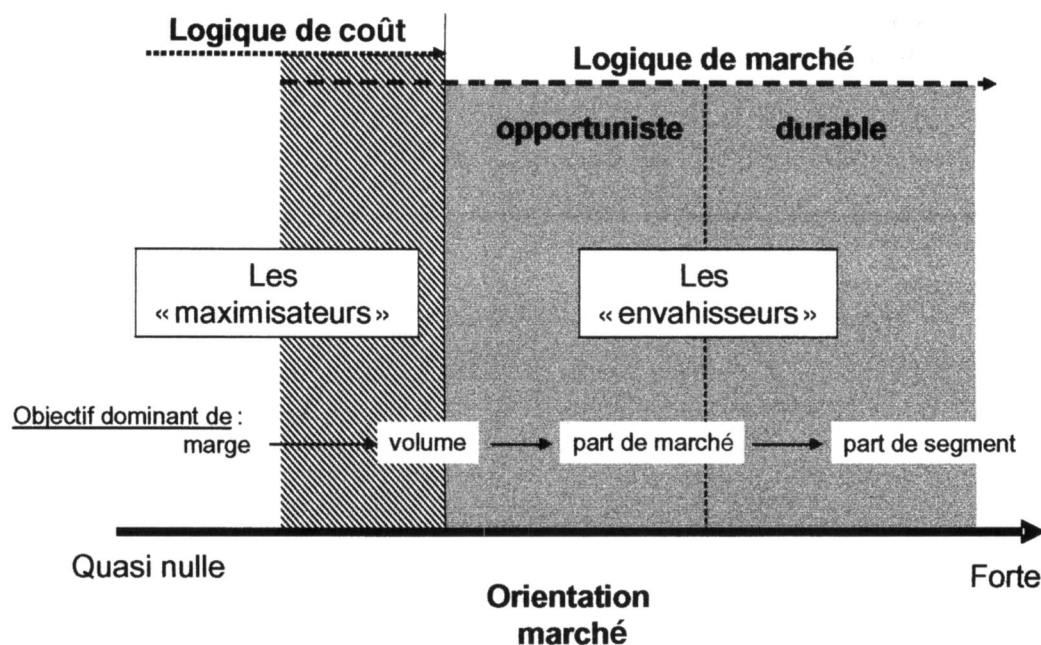 Logique de coût
Logique de marché
opportuniste
durable
Les
« maximisateurs »
Les
« envahisseurs »
Objectif dominant de :
marge
volume
part de marché
part de segment
Quasi nulle
Forte
Orientation
marché